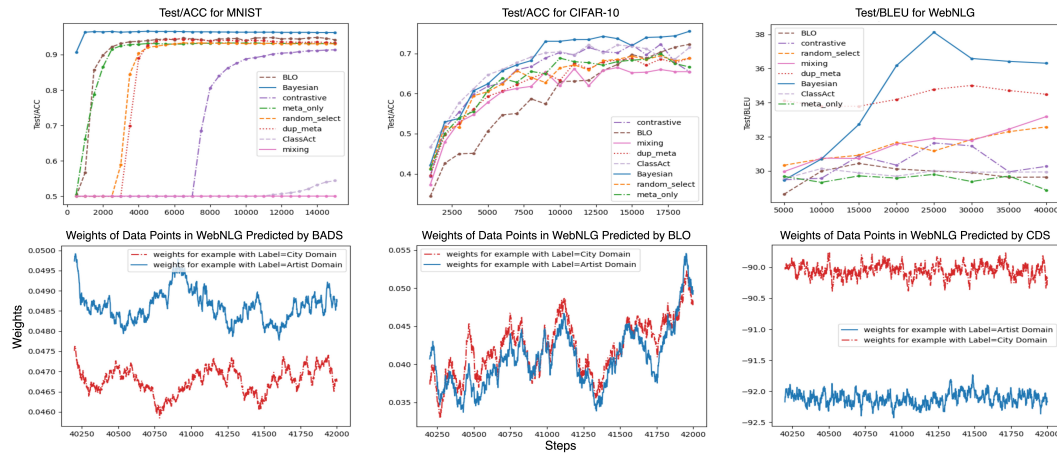 Test/ACC for MNIST
Test/ACC
0.9
0.8
0.7
0.6
0.5
BLO
Bayesian
contrastive
meta_only
random_select
dup_meta
ClassAct
mixing
0 2000 4000 6000 8000 10000 12000 14000
Test/ACC for CIFAR-10
Test/ACC
0.7
0.6
0.5
0.4
contrastive
BLO
mixing
dup_meta
ClassAct
Bayesian
random_select
meta_only
2500 5000 7500 10000 12500 15000 17500
Test/BLEU for WebNLG
Test/BLEU
38
36
34
32
30
BLO
contrastive
random_select
mixing
dup_meta
Bayesian
ClassAct
meta_only
5000 10000 15000 20000 25000 30000 35000 40000
Weights of Data Points in WebNLG Predicted by BADS
Weights
0.0500
0.0495
0.0490
0.0485
0.0480
0.0475
0.0470
0.0465
0.0460
weights for example with Label=City Domain
weights for example with Label=Artist Domain
40250 40500 40750 41000 41250 41500 41750 42000
Weights of Data Points in WebNLG Predicted by BLO
0.055
0.050
0.045
0.040
0.035
weights for example with Label=City Domain
weights for example with Label=Artist Domain
40250 40500 40750 41000 41250 41500 41750 42000
Steps
Weights of Data Points in WebNLG Predicted by CDS
-90.0
-90.5
-91.0
-91.5
-92.0
-92.5
weights for example with Label=Artist Domain
weights for example with Label=City Domain
40250 40500 40750 41000 41250 41500 41750 42000